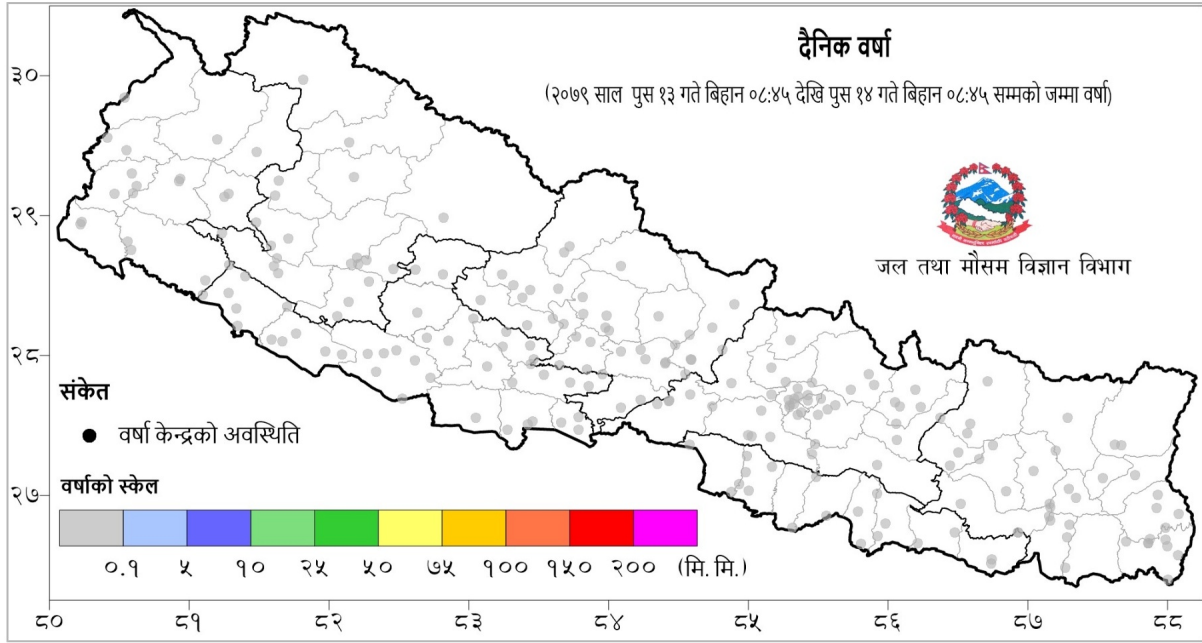 दैनिक वर्षा
(२०७९ साल पुस १३ गते बिहान ०८:४५ देखि पुस १४ गते बिहान ०८:४५ सम्मको जम्मा वर्षा)
जल तथा मौसम विज्ञान विभाग
३०
२९
२८
२७
संकेत
वर्षा केन्द्रको अवस्थिति
वर्षाको स्केल
०.१ ५ १० २५ ५० ७५ १०० १५० २०० (मि. मि.)
८० ८१ ८२ ८३ ८४ ८५ ८६ ८७ ८८